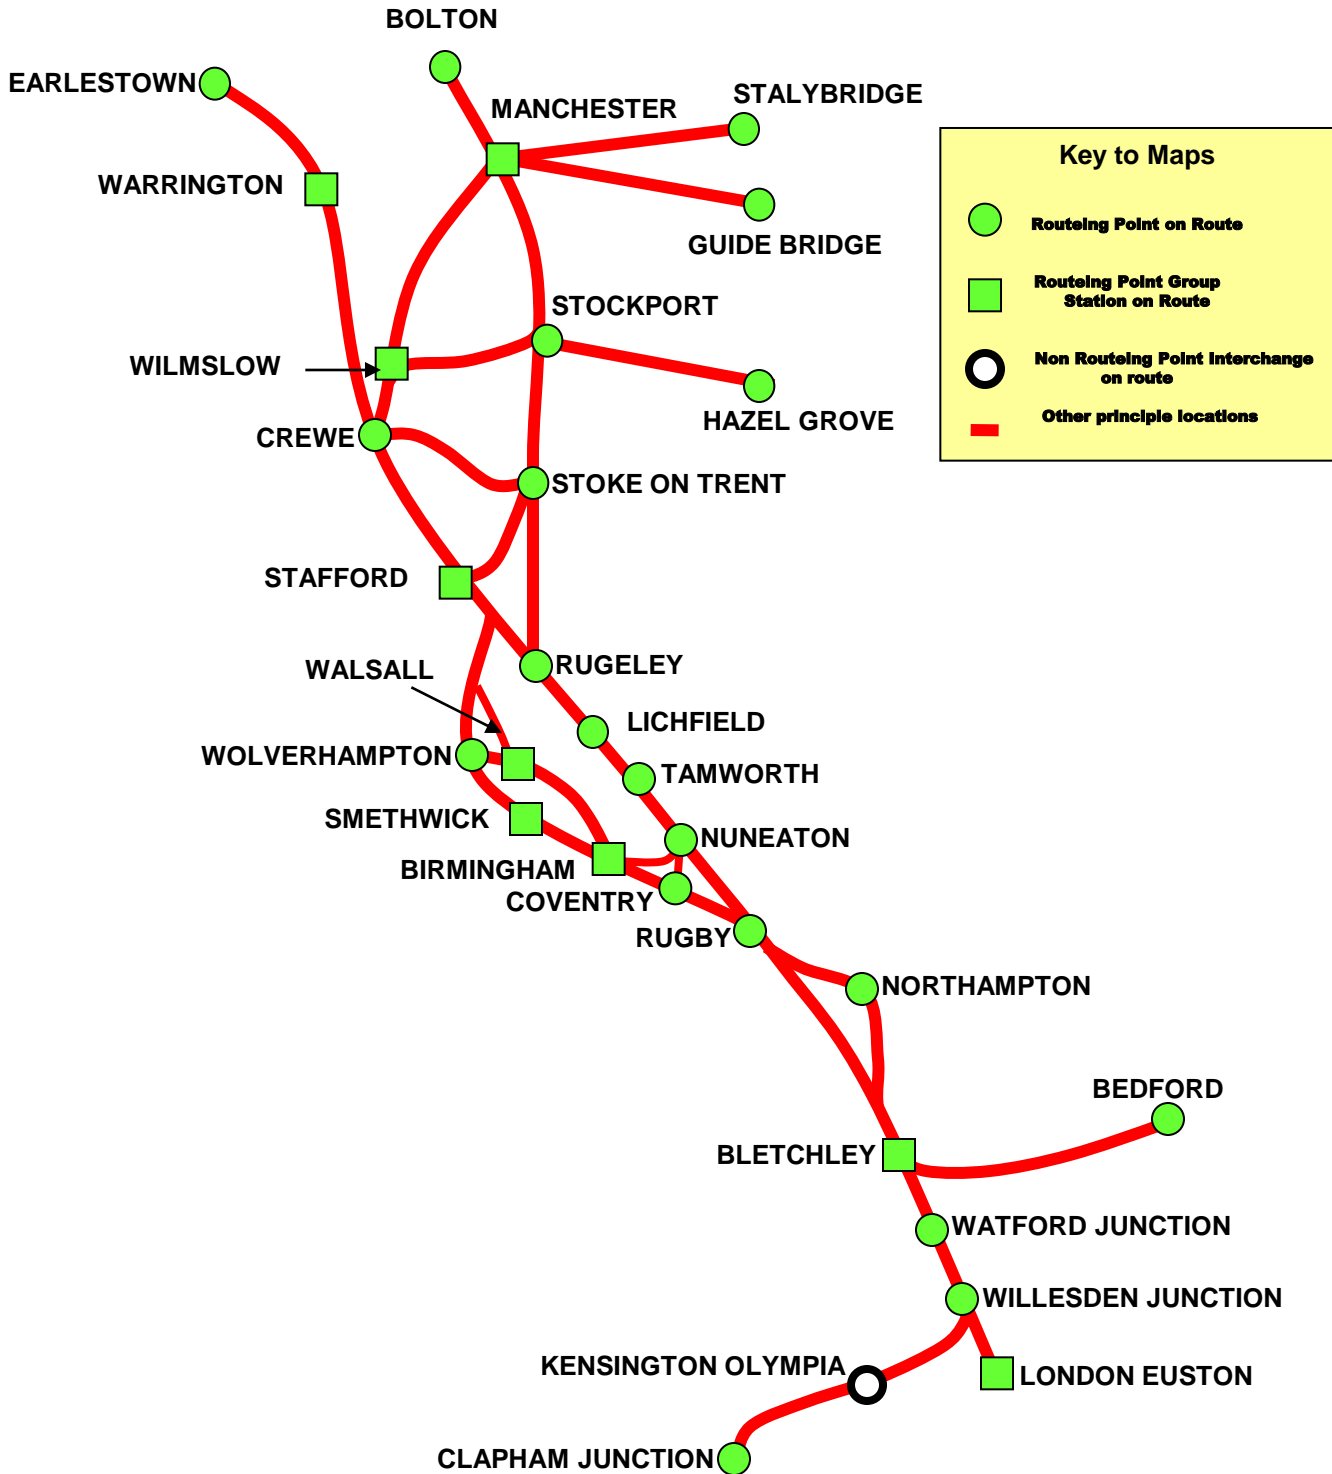 BOLTON
EARLESTOWN
MANCHESTER
STALYBRIDGE
WARRINGTON
GUIDE BRIDGE
STOCKPORT
WILMSLOW
HAZEL GROVE
CREWE
STOKE ON TRENT
STAFFORD
WALSALL
RUGELEY
LICHFIELD
WOLVERHAMPTON
TAMWORTH
SMETHWICK
NUNEATON
BIRMINGHAM
COVENTRY
RUGBY
NORTHAMPTON
BEDFORD
BLETCHLEY
WATFORD JUNCTION
WILLESDEN JUNCTION
KENSINGTON OLYMPIA
LONDON EUSTON
CLAPHAM JUNCTION
Key to Maps
Routeing Point on Route
Routeing Point Group
Station on Route
Non Routeing Point Interchange
on route
Other principle locations